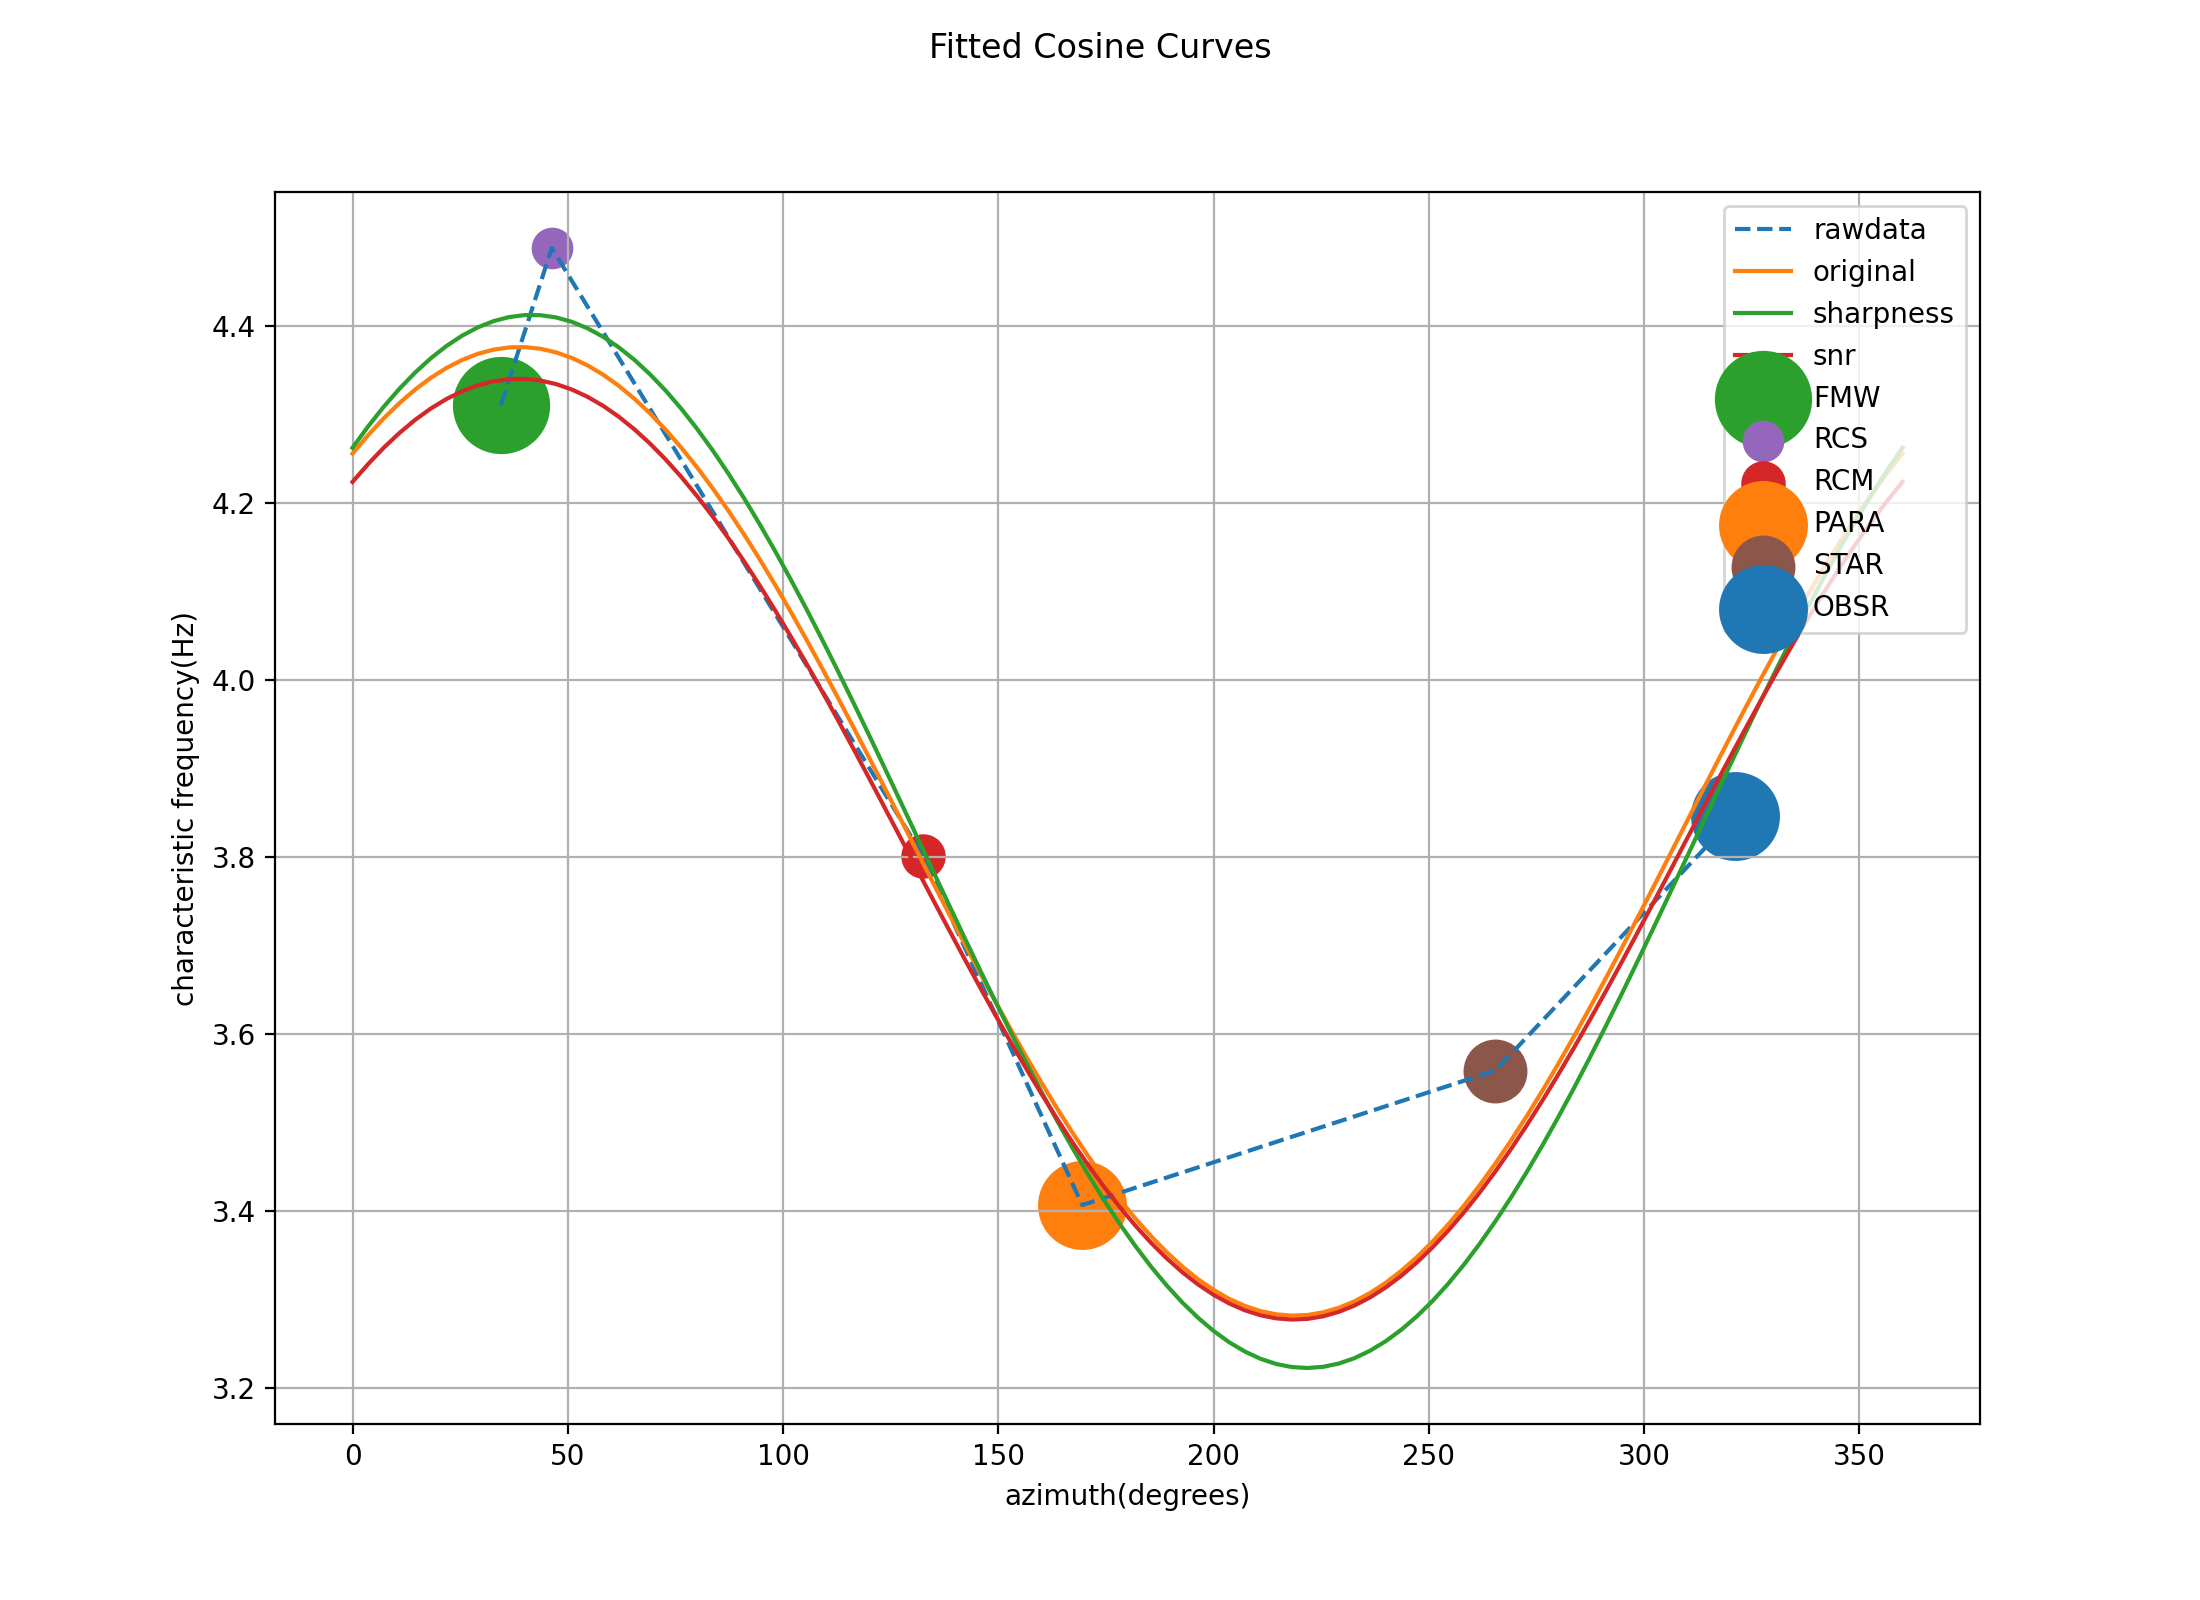 Fitted Cosine Curves
rawdata
original
sharpness
snr
FMW
RCS
RCM
PARA
STAR
OBSR
4.4
4.2
4.0
3.8
3.6
3.4
3.2
characteristic frequency(Hz)
0 50 100 150 200 250 300 350
azimuth(degrees)